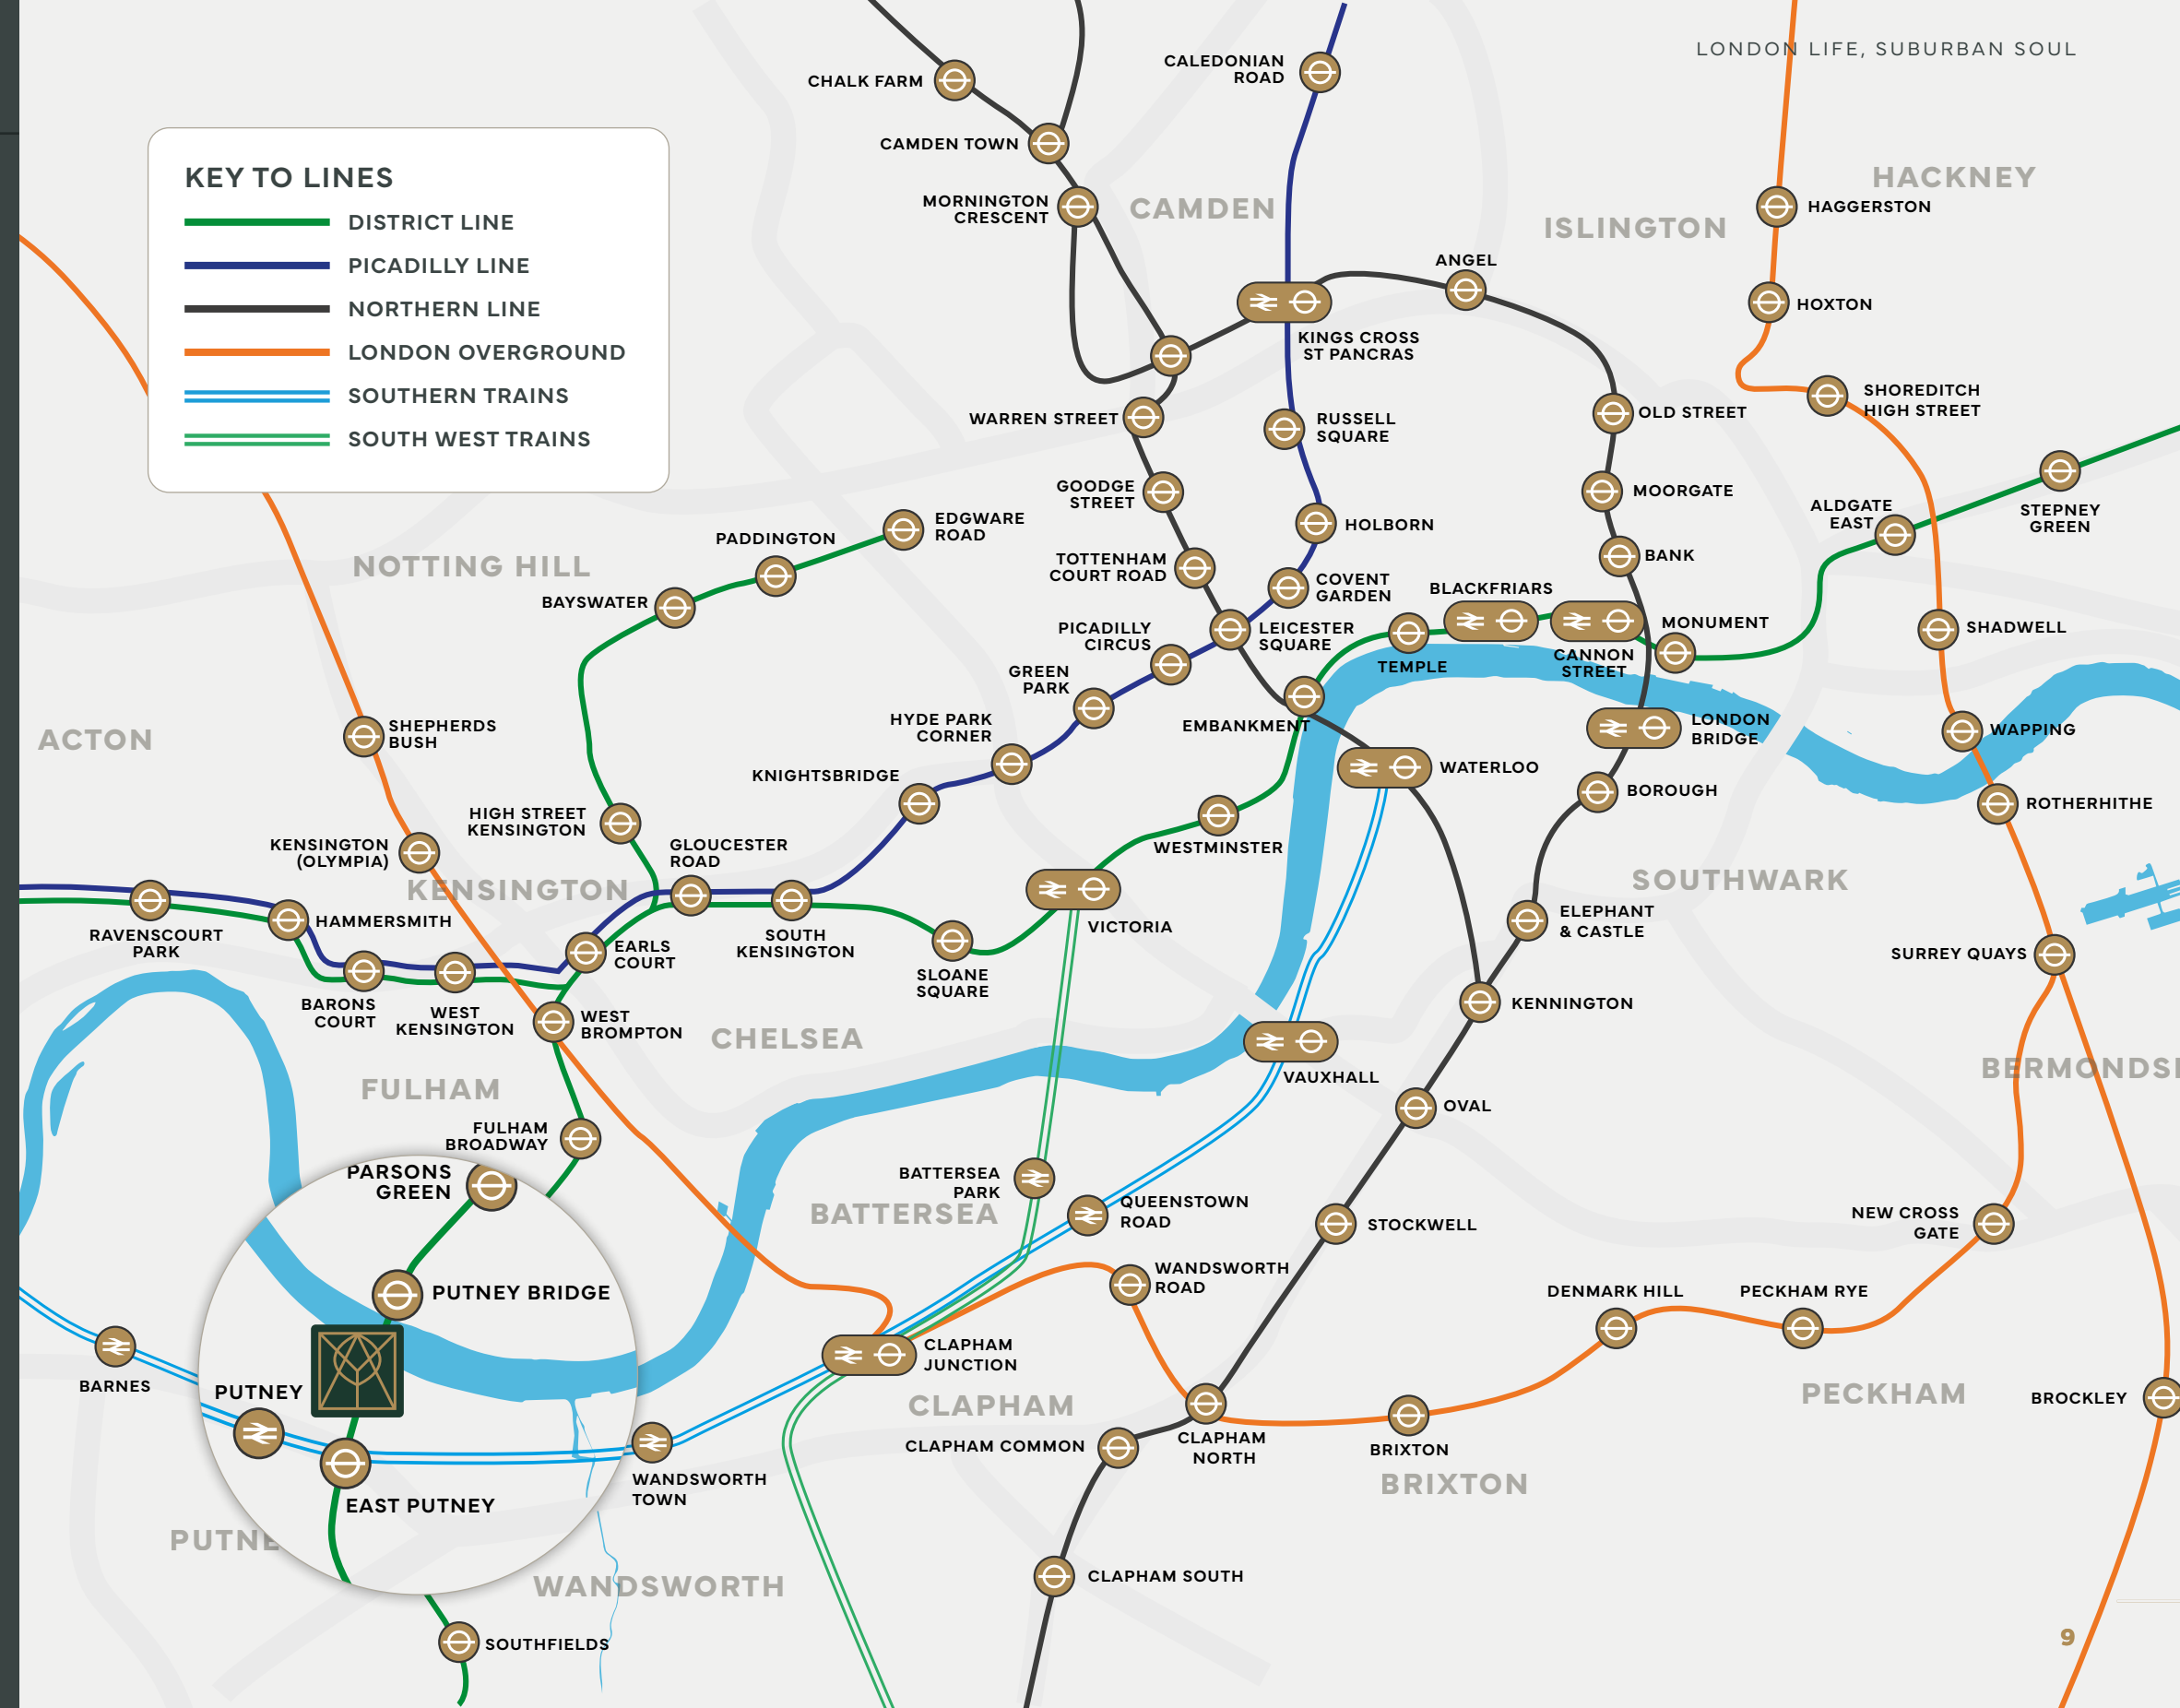 LONDON LIFE, SUBURBAN SOUL
CHALK FARM
CALEDONIAN
ROAD
CAMDEN TOWN
KEY TO LINES
DISTRICT LINE
PICADILLY LINE
NORTHERN LINE
LONDON OVERGROUND
SOUTHERN TRAINS
SOUTH WEST TRAINS
MORNINGTON
CRESCENT
CAMDEN
ISLINGTON
HACKNEY
HAGGERSTON
ANGEL
HOXTON
KINGS CROSS
ST PANCRAS
SHOREDITCH
HIGH STREET
WARREN STREET
RUSSELL
SQUARE
OLD STREET
GOODGE
STREET
MOORGATE
HOLBORN
ALDGATE
EAST
STEPNEY
GREEN
EDGWARE
ROAD
PADDINGTON
NOTTING HILL
BAYSWATER
TOTTENHAM
COURT ROAD
BANK
COVENT
GARDEN
BLACKFRIARS
PICADILLY
CIRCUS
LEICESTER
SQUARE
TEMPLE
CANNON
STREET
MONUMENT
SHADWELL
GREEN
PARK
EMBANKMENT
LONDON
BRIDGE
WAPPING
ACTON
SHEPHERDS
BUSH
HYDE PARK
CORNER
KNIGHTSBRIDGE
WATERLOO
BOROUGH
ROTHERHITHE
HIGH STREET
KENSINGTON
KENSINGTON
(OLYMPIA)
GLOUCESTER
ROAD
WESTMINSTER
KENSINGTON
SOUTHWARK
RAVENSCOURT
PARK
HAMMERSMITH
EARLS
COURT
SOUTH
KENSINGTON
VICTORIA
ELEPHANT
& CASTLE
SURREY QUAYS
SLOANE
SQUARE
BARONS
COURT
WEST
KENSINGTON
WEST
BROMPTON
CHELSEA
KENNINGTON
BERMONDSE
FULHAM
VAUXHALL
OVAL
FULHAM
BROADWAY
PARSONS
GREEN
BATTERSEA
PARK
BATTERSEA
QUEENSTOWN
ROAD
STOCKWELL
NEW CROSS
GATE
WANDSWORTH
ROAD
PUTNEY BRIDGE
DENMARK HILL
PECKHAM RYE
CLAPHAM
JUNCTION
BARNES
PUTNEY
CLAPHAM
PECKHAM
BROCKLEY
CLAPHAM COMMON
CLAPHAM
NORTH
BRIXTON
BRIXTON
WANDSWORTH
TOWN
EAST PUTNEY
PUTNE
WANDSWORTH
CLAPHAM SOUTH
SOUTHFIELDS
9